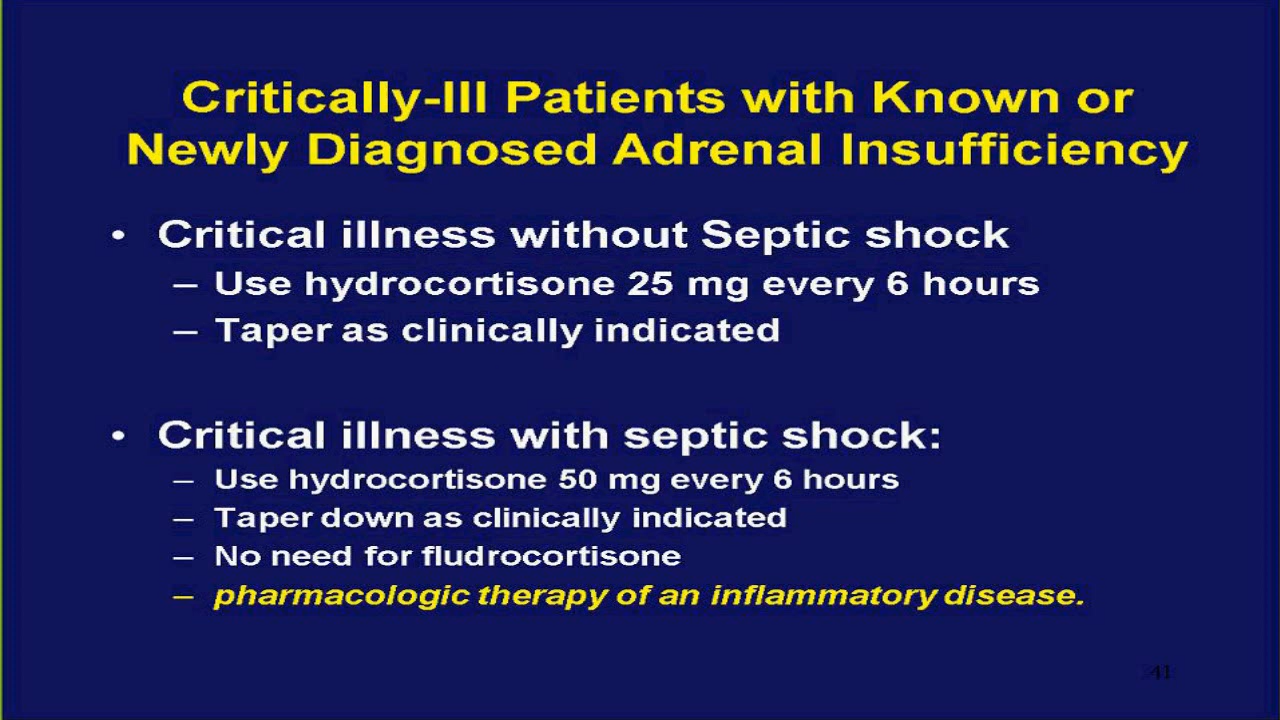 Critically-Ill Patients with Known or
Newly Diagnosed Adrenal Insufficiency
• Critical illness without Septic shock
– Use hydrocortisone 25 mg every 6 hours
– Taper as clinically indicated
• Critical illness with septic shock:
– Use hydrocortisone 50 mg every 6 hours
– Taper down as clinically indicated
– No need for fludrocortisone
– pharmacologic therapy of an inflammatory disease.
41